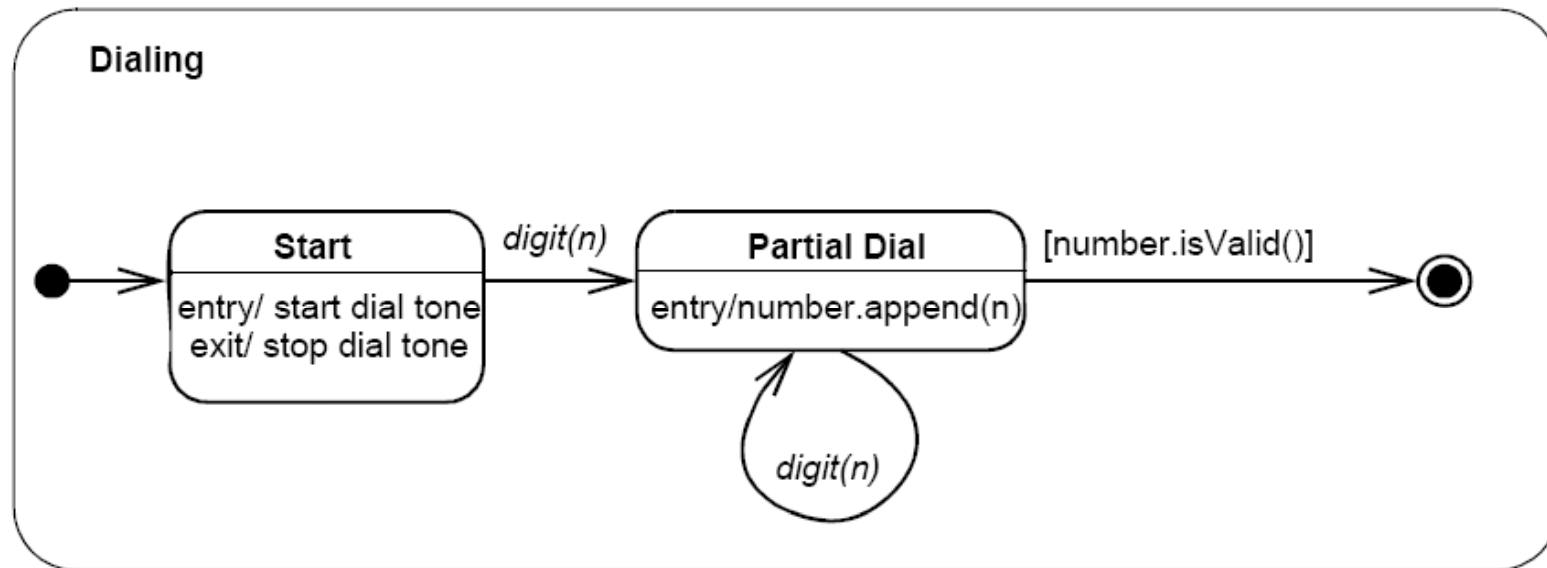 Dialing
Start
entry/ start dial tone
exit/ stop dial tone
digit(n)
Partial Dial
entry/number.append(n)
digit(n)
[number.isValid()]